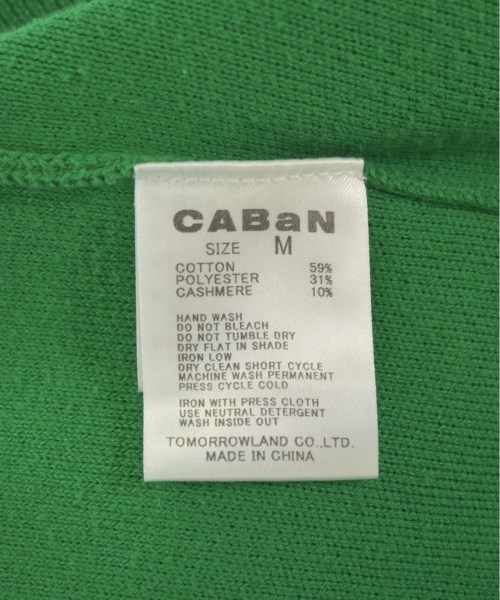 CABaN
SIZE M
COTTON 59%
POLYESTER 31%
CASHMERE 10%
HAND WASH
DO NOT BLEACH
DO NOT TUMBLE DRY
DRY FLAT IN SHADE
IRON LOW
DRY CLEAN SHORT CYCLE
MACHINE WASH PERMANENT
PRESS CYCLE COLD
IRON WITH PRESS CLOTH
USE NEUTRAL DETERGENT
WASH INSIDE OUT
TOMORROWLAND CO.,LTD.
MADE IN CHINA